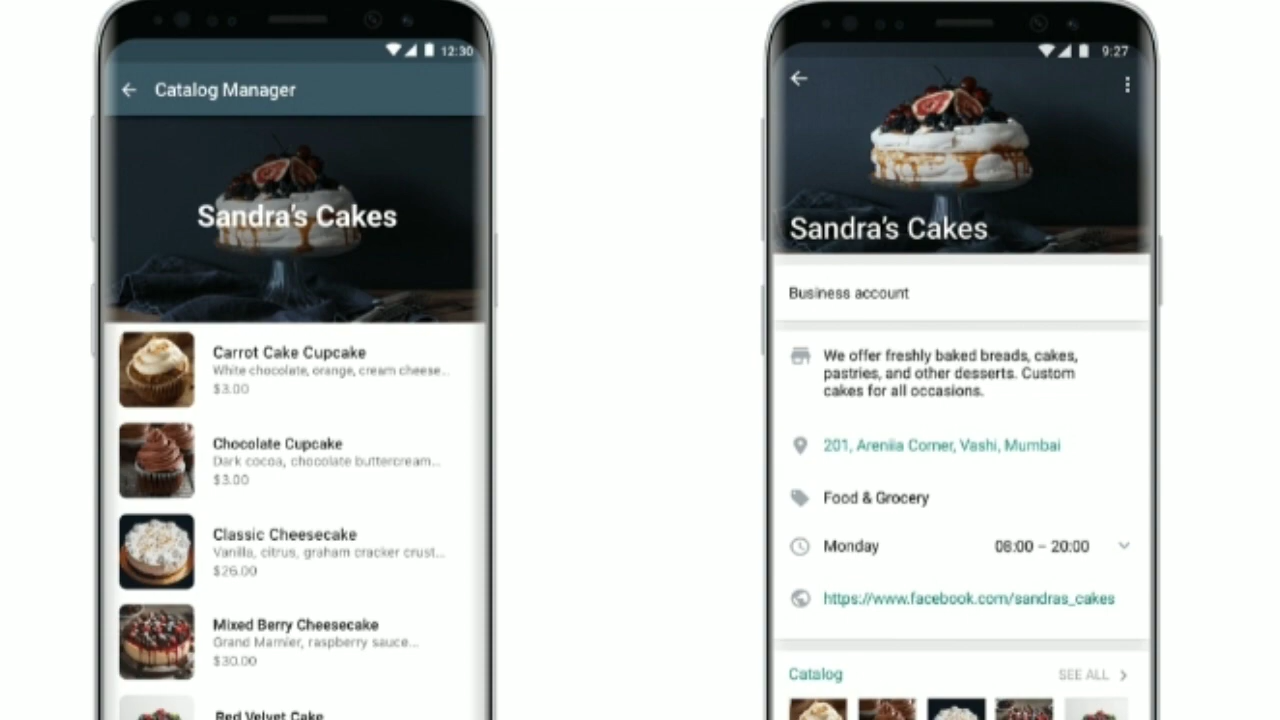 12:30
Catalog Manager
Sandra's Cakes
Carrot Cake Cupcake
White chocolate, orange, cream cheese...
$3.00
Chocolate Cupcake
Dark cocoa, chocolate buttercream...
$3.00
Classic Cheesecake
Vanilla, citrus, graham cracker crust...
$26.00
Mixed Berry Cheesecake
Grand Marnier, raspberry sauce...
$30.00
Red Velvet Cake
9:27
Sandra's Cakes
Business account
We offer freshly baked breads, cakes,
pastries, and other desserts. Custom
cakes for all occasions.
201, Areniia Corner, Vashi, Mumbai
Food & Grocery
Monday 08:00 – 20:00
https://www.facebook.com/sandras_cakes
Catalog SEE ALL